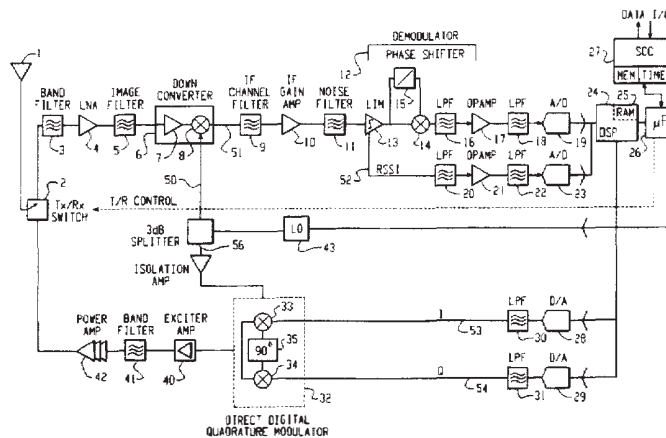 DATA I/O
DEMODULATOR
PHASE SHIFTER
SCC
27
MEM
TIME
1
12
BAND FILTER
LNA
IMAGE FILTER
DOWN CONVERTER
IF CHANNEL FILTER
IF GAIN AMP
NOISE FILTER
LIM
15
LPF
OPAMP
LPF
A/D
24
25
RAM
DSP
μP
3
4
5
6
7
8
51
9
10
11
13
14
16
17
18
19
26
52
RSSI
LPF
OPAMP
LPF
A/D
50
20
21
22
23
2
Tx/Rx SWITCH
T/R CONTROL
3dB SPLITTER
56
LO
43
ISOLATION AMP
POWER AMP
BAND FILTER
EXCITER AMP
33
35
90°
34
I
53
LPF
D/A
30
28
Q
54
LPF
D/A
31
29
42
41
40
32
DIRECT DIGITAL
QUADRATURE MODULATOR